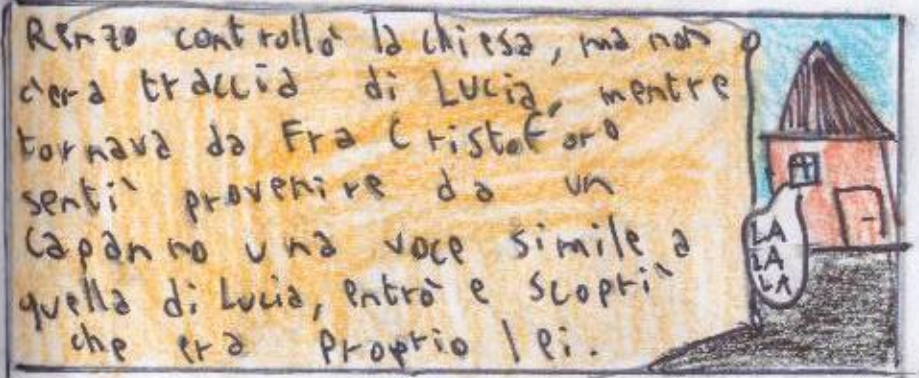 Renzo controllò la chiesa, ma non
c'era traccia di Lucia, mentre
tornava da Fra Cristoforo
sentì provenire da un
capanno una voce simile a
quella di Lucia, entrò e scoprì
che era proprio lei.
LA
LA
LA